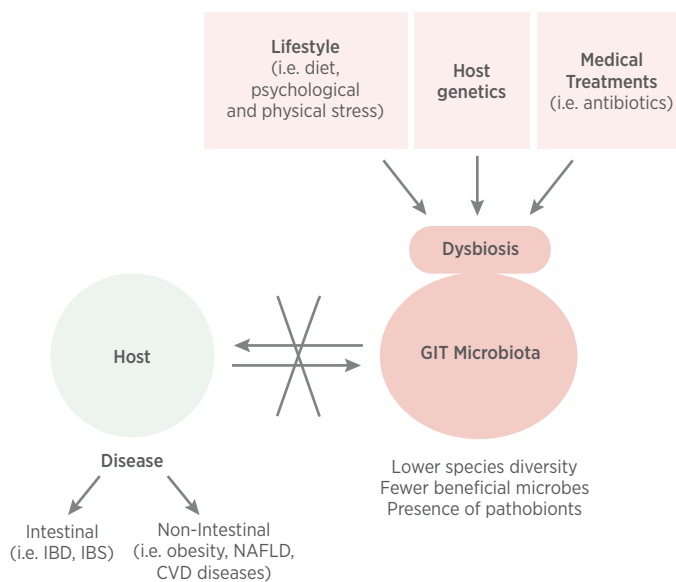 Lifestyle
(i.e. diet,
psychological
and physical stress)
Host
genetics
Medical
Treatments
(i.e. antibiotics)
Dysbiosis
Host
GIT Microbiota
Disease
Lower species diversity
Fewer beneficial microbes
Presence of pathobionts
Intestinal
(i.e. IBD, IBS)
Non-Intestinal
(i.e. obesity, NAFLD,
CVD diseases)